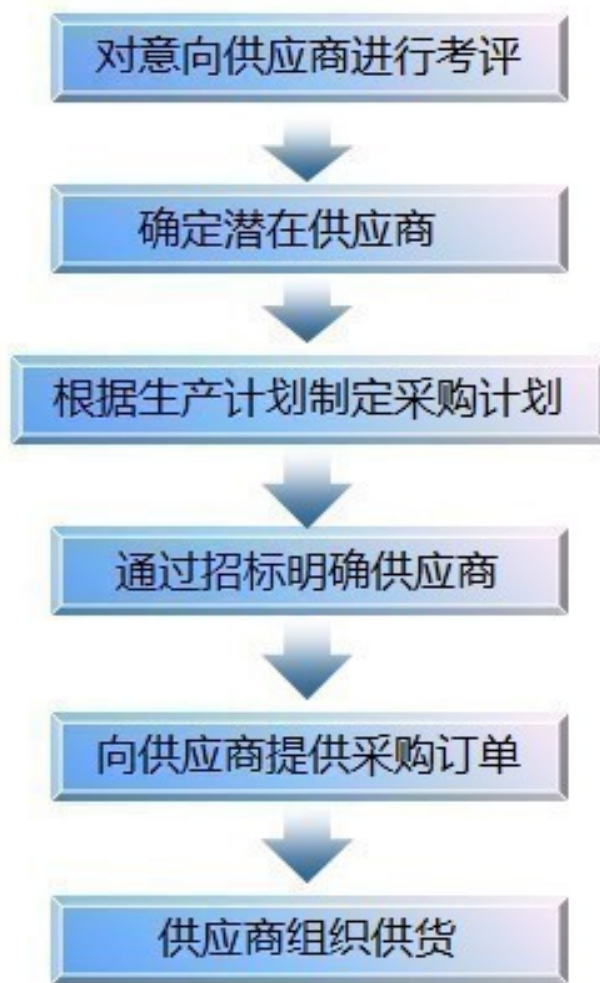 对意向供应商进行考评
确定潜在供应商
根据生产计划制定采购计划
通过招标明确供应商
向供应商提供采购订单
供应商组织供货